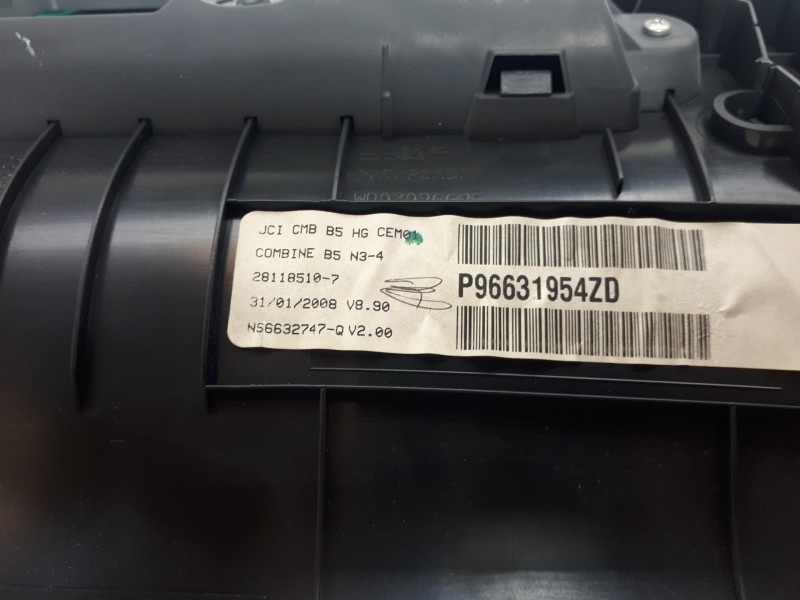 JCI CMB B5 HG CEM01
COMBINE B5 N3-4
28118510-7
31/01/2008 V8.90
NS6632747-Q V2.00
P96631954ZD